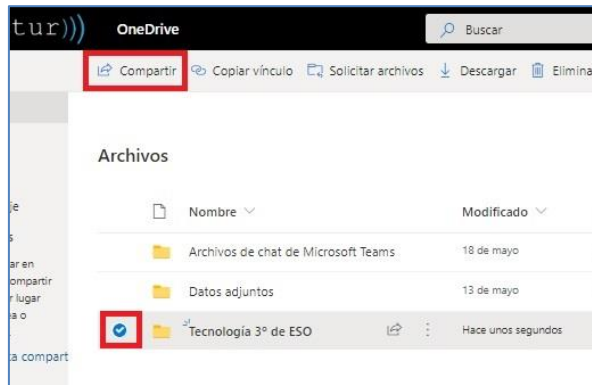 tur)))
OneDrive
Buscar
Compartir
Copiar vínculo
Solicitar archivos
Descargar
Elimina
Archivos
Nombre
Modificado
Archivos de chat de Microsoft Teams
18 de mayo
Datos adjuntos
13 de mayo
Tecnología 3º de ESO
Hace unos segundos
je
s
ar en
ompartir
r lugar
ea o
a compart